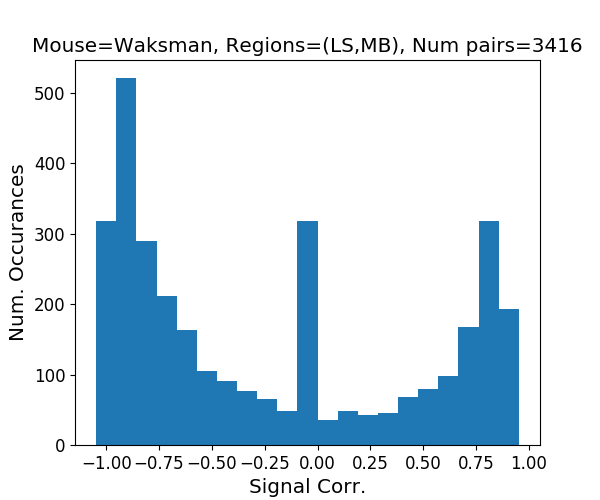 Mouse=Waksman, Regions=(LS,MB), Num pairs=3416
Num. Occurances
500
400
300
200
100
0
−1.00 −0.75 −0.50 −0.25 0.00 0.25 0.50 0.75 1.00
Signal Corr.